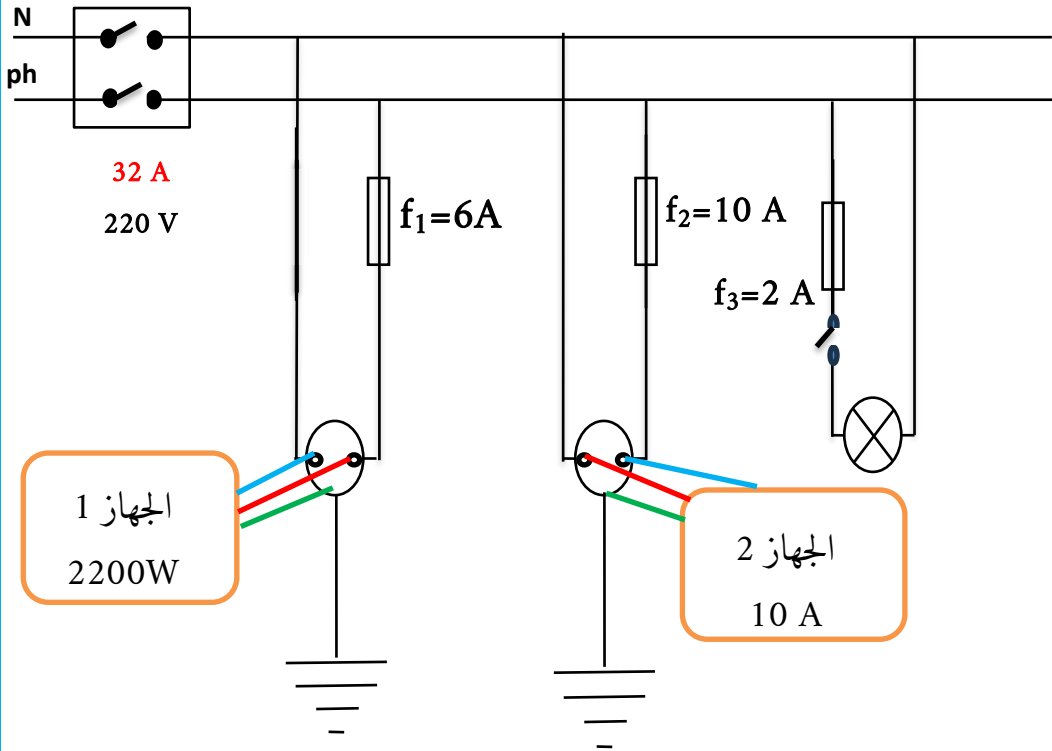 N
ph
32 A
220 V
f₁=6A
f₂=10 A
f₃=2 A
الجهاز 1
2200W
الجهاز 2
10 A